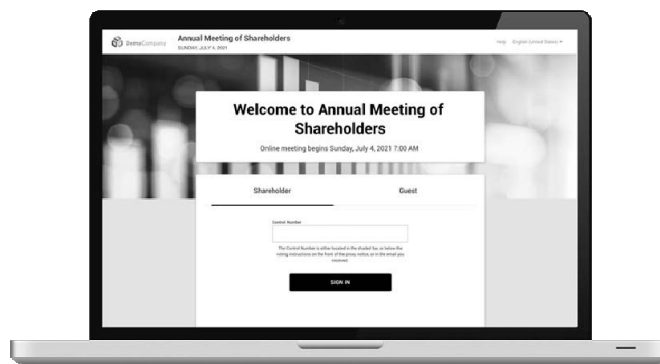 DemoCompany
Annual Meeting of Shareholders
SUNDAY, JULY 4, 2021
Help
English (United States)
Welcome to Annual Meeting of
Shareholders
Online meeting begins Sunday, July 4, 2021 7:00 AM
Shareholder
Guest
Control Number
The Control Number is either located in the shaded bar, or below the
voting instructions on the front of the proxy notice, or in the email you
received.
SIGN IN